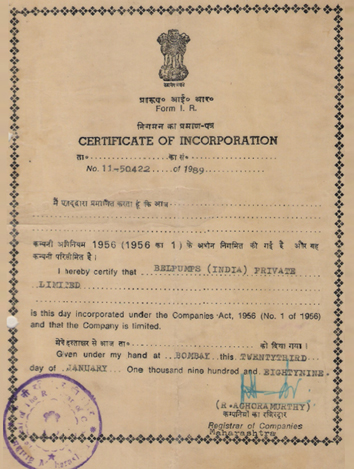 प्रारूप० आई० आर०
Form I. R.
निगमन का प्रमाण-पत्र
CERTIFICATE OF INCORPORATION
ता० का सं०
No. 11-50422 of 1989
मैं एतद्द्वारा प्रमाणित करता हूँ कि आज
कम्पनी अधिनियम 1956 (1956 का 1) के अधीन निगमित की गई है और यह
कम्पनी परिसीमित है।
I hereby certify that BELPUMPS (INDIA) PRIVATE
LIMITED
is this day incorporated under the Companies Act, 1956 (No. 1 of 1956)
and that the Company is limited.
मेरे हस्ताक्षर से आज ता० को दिया गया।
Given under my hand at BOMBAY this TWENTYTHIRD
day of JANUARY One thousand nine hundred and EIGHTYNINE.
(R. AGHORAMURTHY)
कम्पनियों का रजिस्ट्रार
Registrar of Companies
Maharashtra